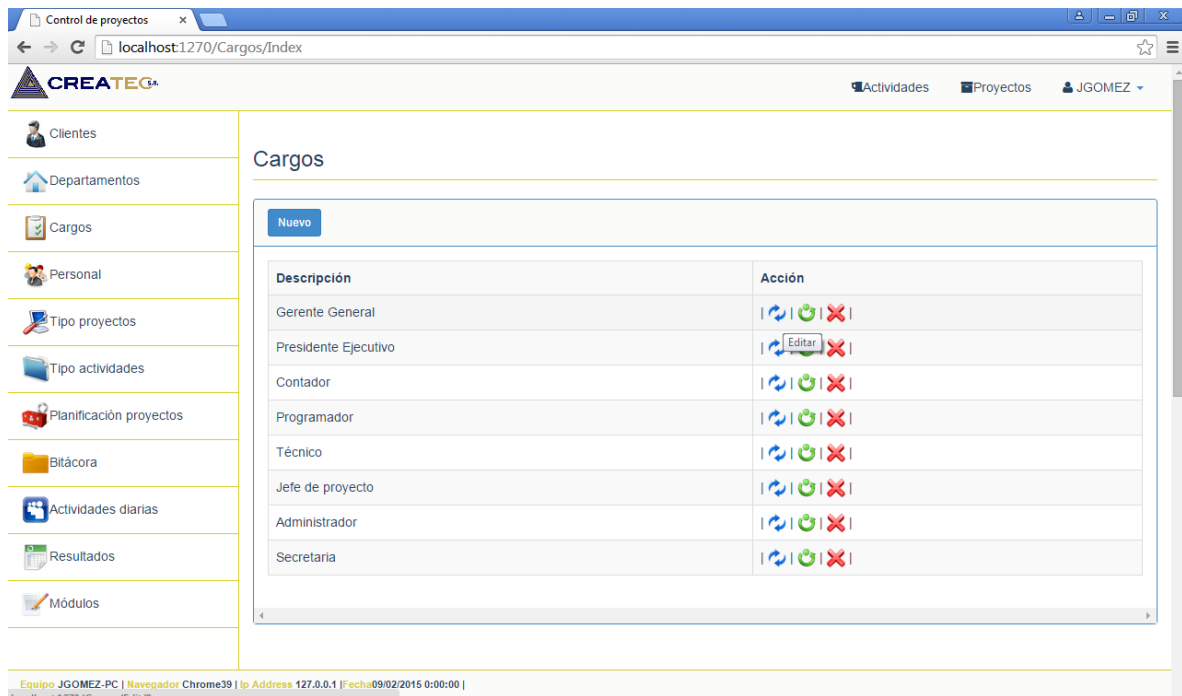 Control de proyectos
localhost:1270/Cargos/Index
CREATEC S.A.
Actividades
Proyectos
JGOMEZ
Clientes
Departamentos
Cargos
Personal
Tipo proyectos
Tipo actividades
Planificación proyectos
Bitácora
Actividades diarias
Resultados
Módulos
Cargos
Nuevo
Descripción Acción
Gerente General | | | |
Editar
Presidente Ejecutivo | | |
Contador | | | |
Programador | | | |
Técnico | | | |
Jefe de proyecto | | | |
Administrador | | | |
Secretaria | | | |
Equipo JGOMEZ-PC | Navegador Chrome39 | Ip Address 127.0.0.1 |Fecha09/02/2015 0:00:00 |